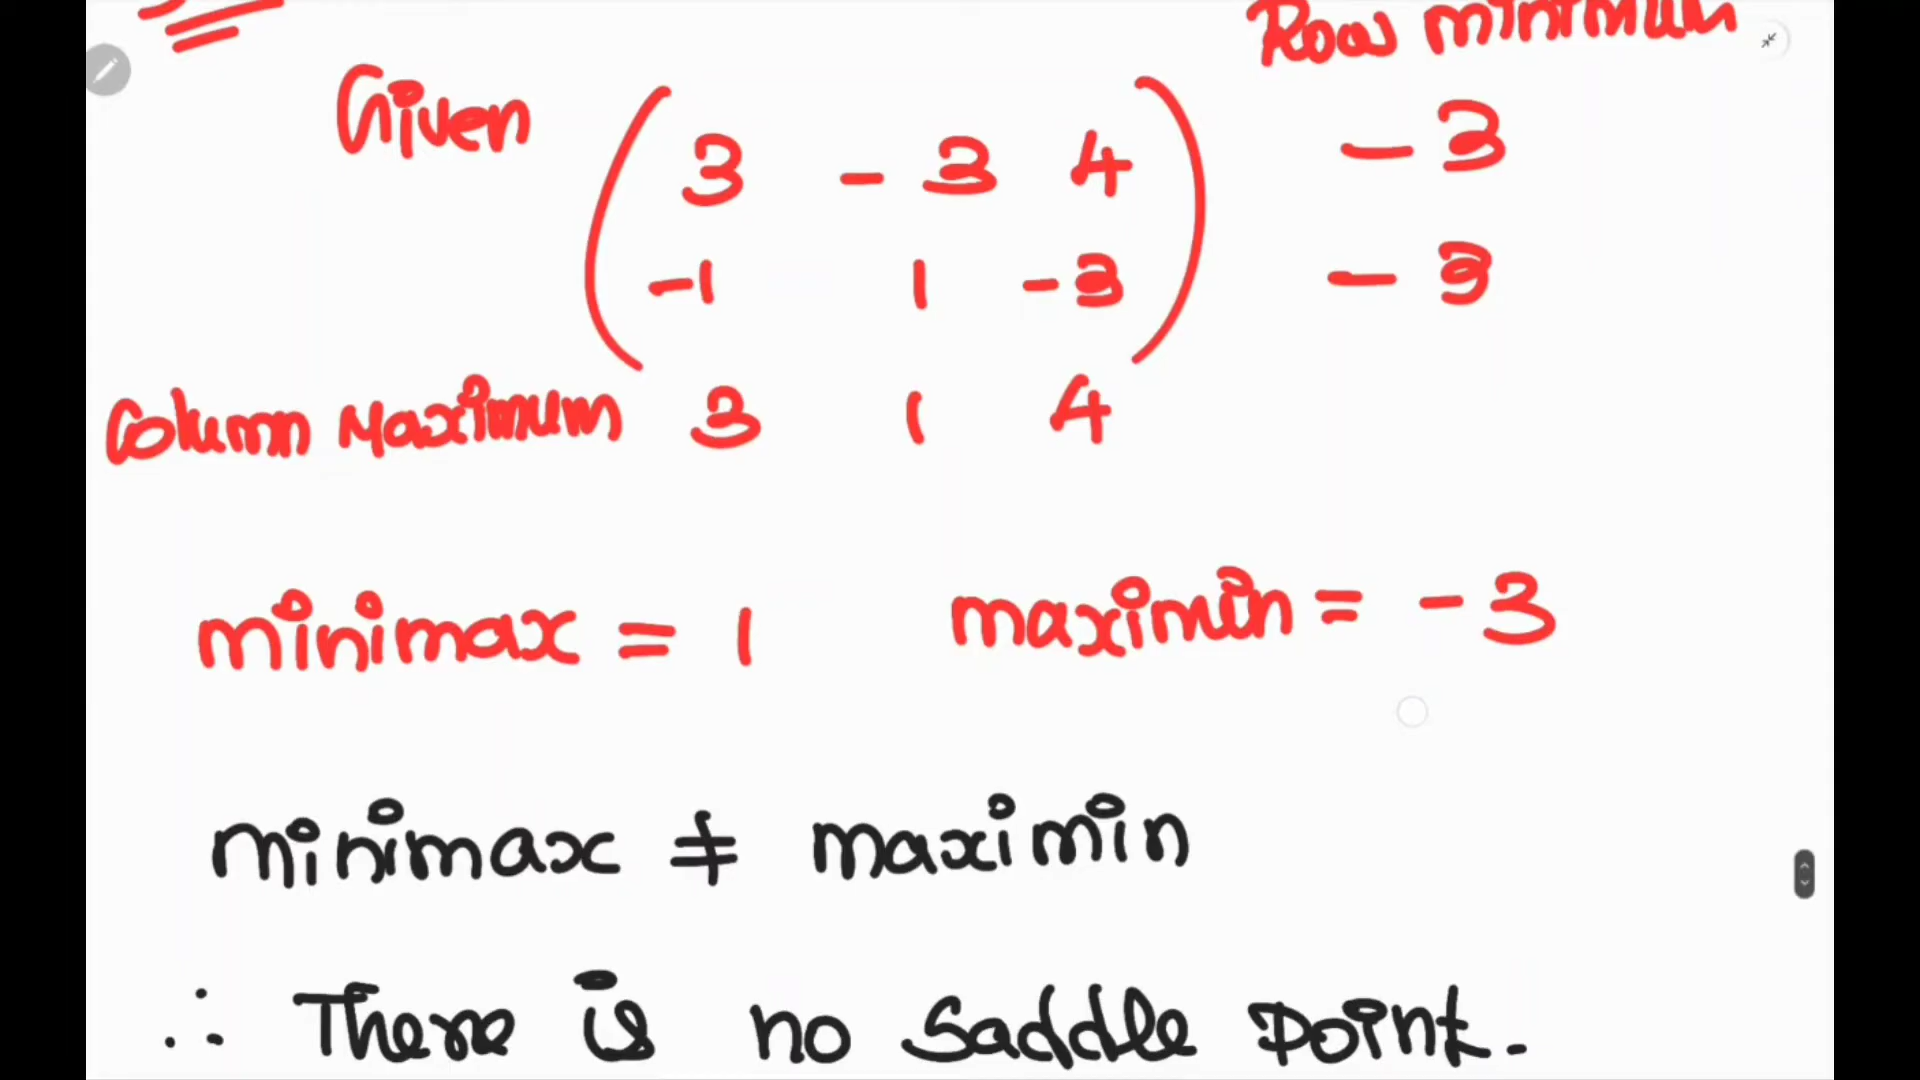 Row minimum
Given ( 3 -3 4 ) -3
( -1 1 -3 ) -3
Column Maximum 3 1 4
minimax = 1 maximin = -3
minimax ≠ maximin
∴ There is no Saddle Point.